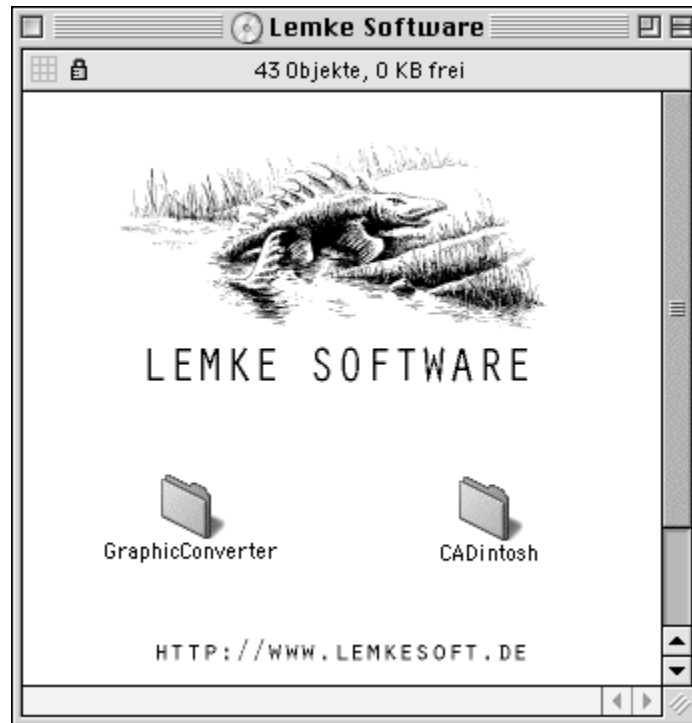 Lemke Software
43 Objekte, 0 KB frei
LEMKE SOFTWARE
GraphicConverter CADintosh
HTTP://WWW.LEMKESOFT.DE